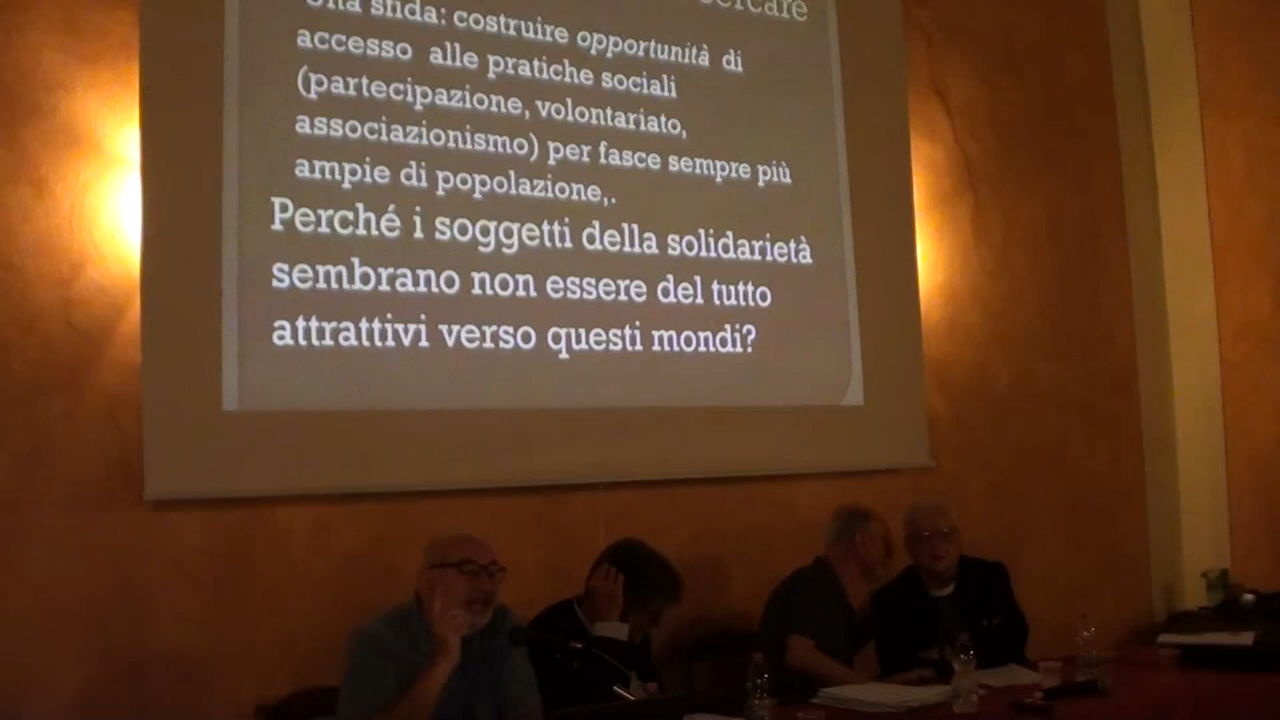 sfida: costruire opportunità di
accesso alle pratiche sociali
(partecipazione, volontariato,
associazionismo) per fasce sempre più
ampie di popolazione,.
Perché i soggetti della solidarietà
sembrano non essere del tutto
attrattivi verso questi mondi?